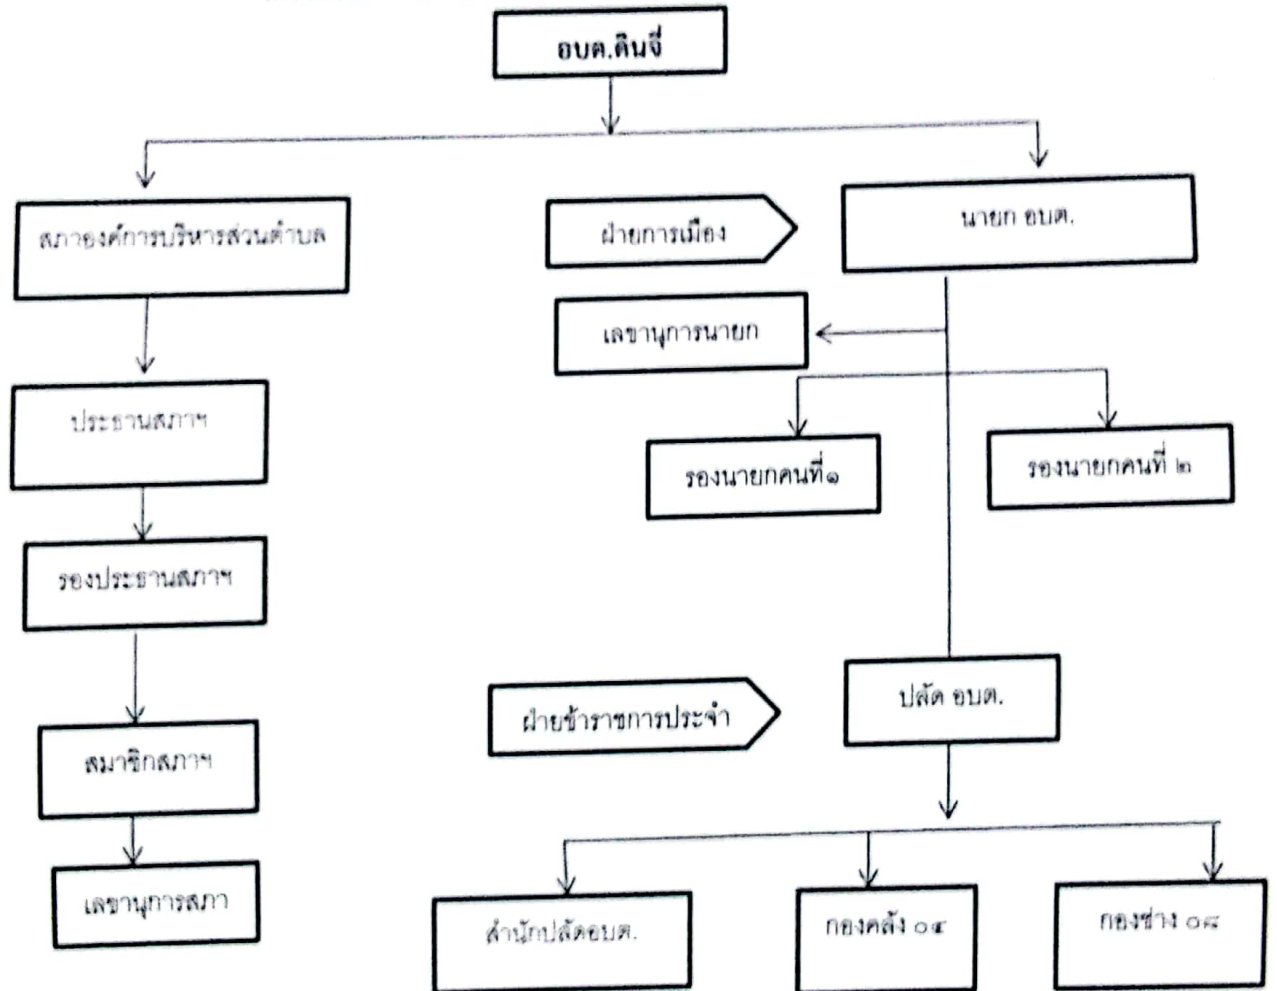 อบต.ดินจี่
สภาองค์การบริหารส่วนตำบล
ฝ่ายการเมือง
นายก อบต.
เลขานุการนายก
ประธานสภาฯ
รองนายกคนที่๑
รองนายกคนที่ ๒
รองประธานสภาฯ
ปลัด อบต.
ฝ่ายข้าราชการประจำ
สมาชิกสภาฯ
เลขานุการสภา
สำนักปลัดอบต.
กองคลัง ๐๔
กองช่าง ๐๘